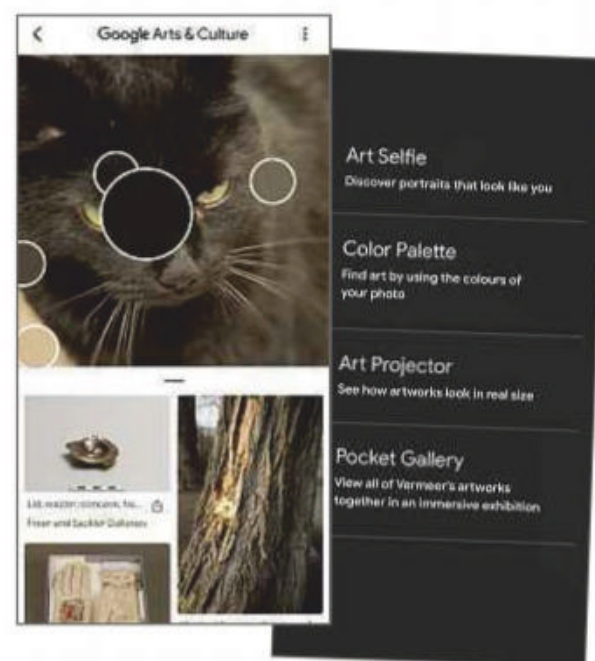 Google Arts & Culture
Freer and Sackler Galleries
Art Selfie
Discover portraits that look like you
Color Palette
Find art by using the colours of
your photo
Art Projector
See how artworks look in real size
Pocket Gallery
View all of Vermeer's artworks
together in an immersive exhibition